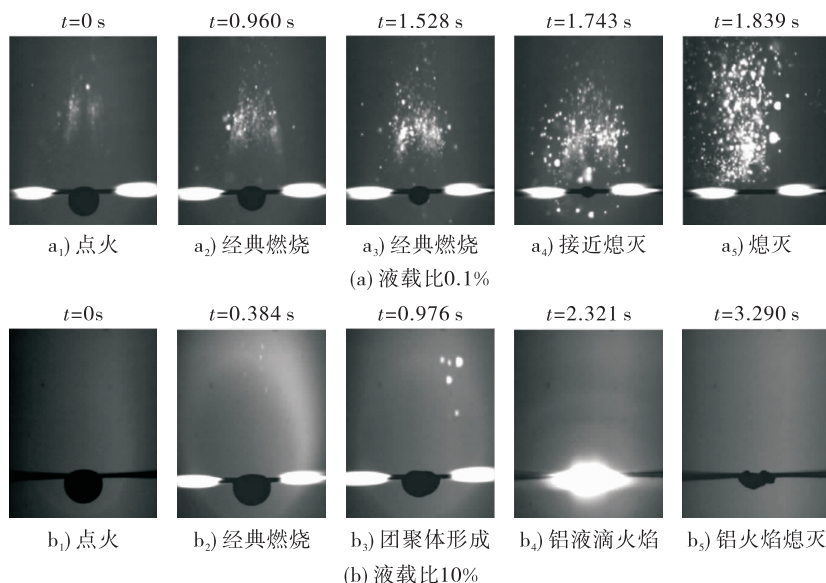 t=0 s t=0.960 s t=1.528 s t=1.743 s t=1.839 s
a1) 点火 a2) 经典燃烧 a3) 经典燃烧 a4) 接近熄灭 a5) 熄灭
(a) 液载比0.1%
t=0s t=0.384 s t=0.976 s t=2.321 s t=3.290 s
b1) 点火 b2) 经典燃烧 b3) 团聚体形成 b4) 铝液滴火焰 b5) 铝火焰熄灭
(b) 液载比10%